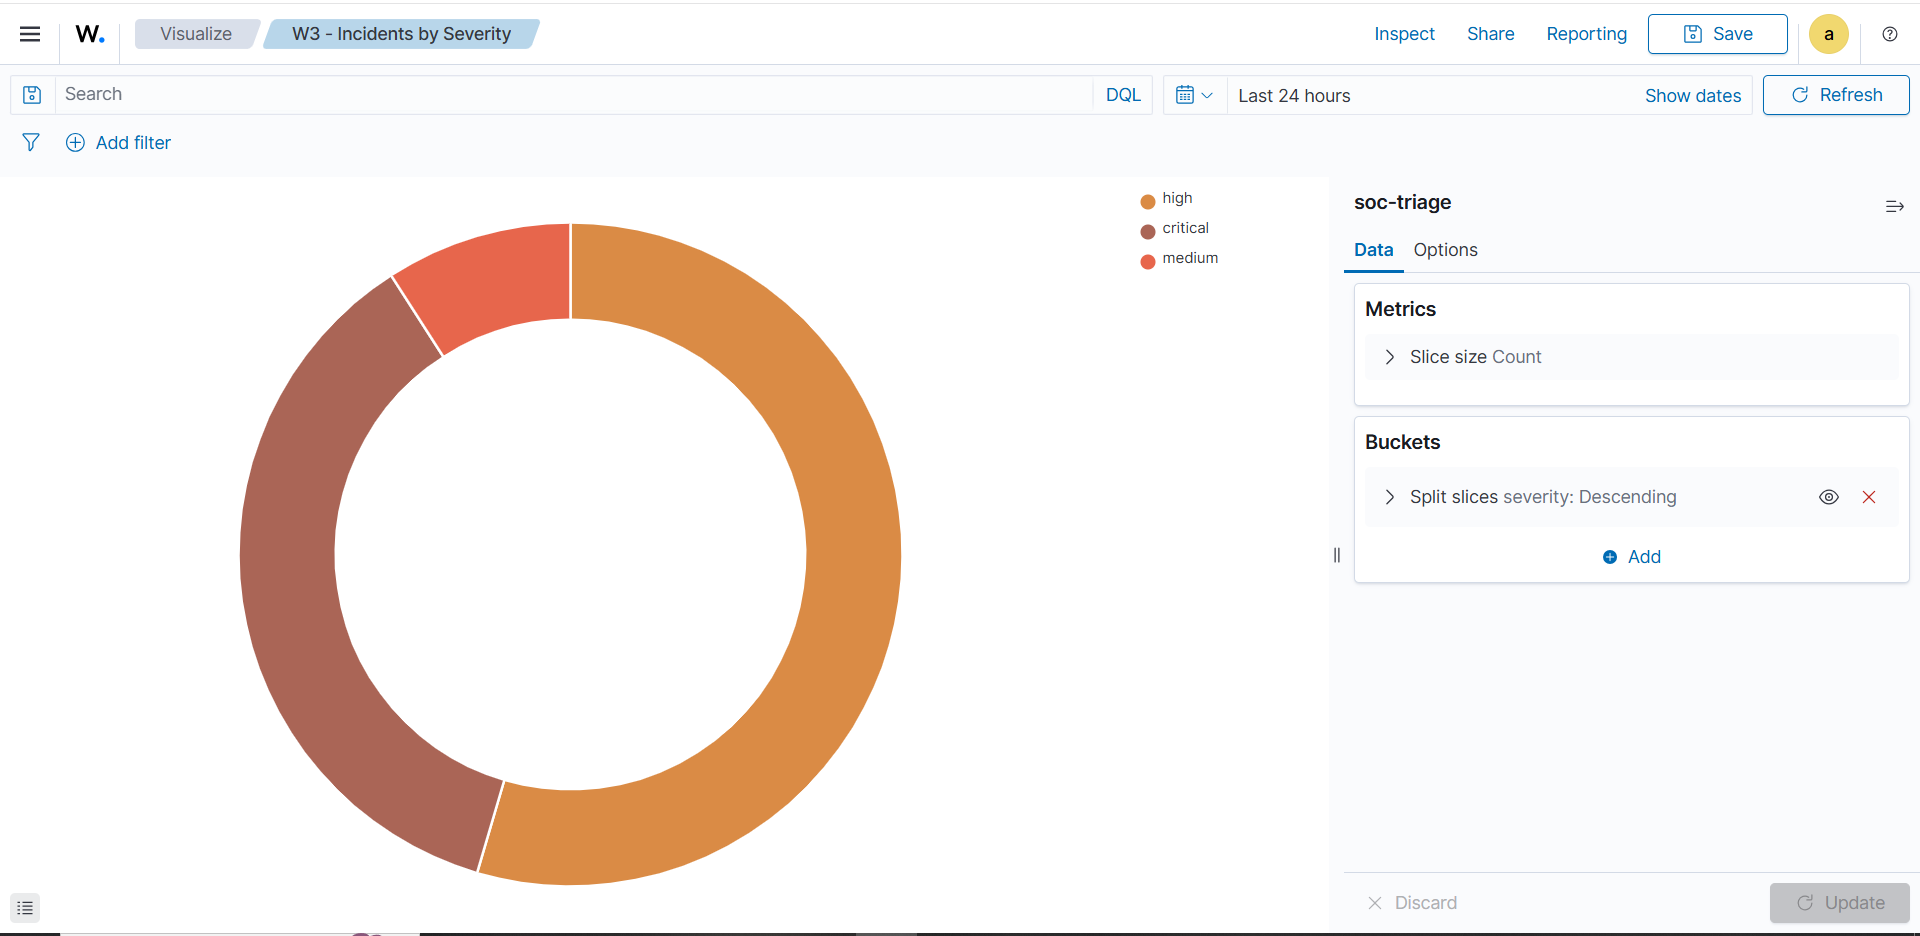 W.
Visualize
W3 - Incidents by Severity
Inspect
Share
Reporting
Save
a
Search
DQL
Last 24 hours
Show dates
Refresh
Add filter
high
critical
medium
soc-triage
Data
Options
Metrics
Slice size Count
Buckets
Split slices severity: Descending
Add
Discard
Update